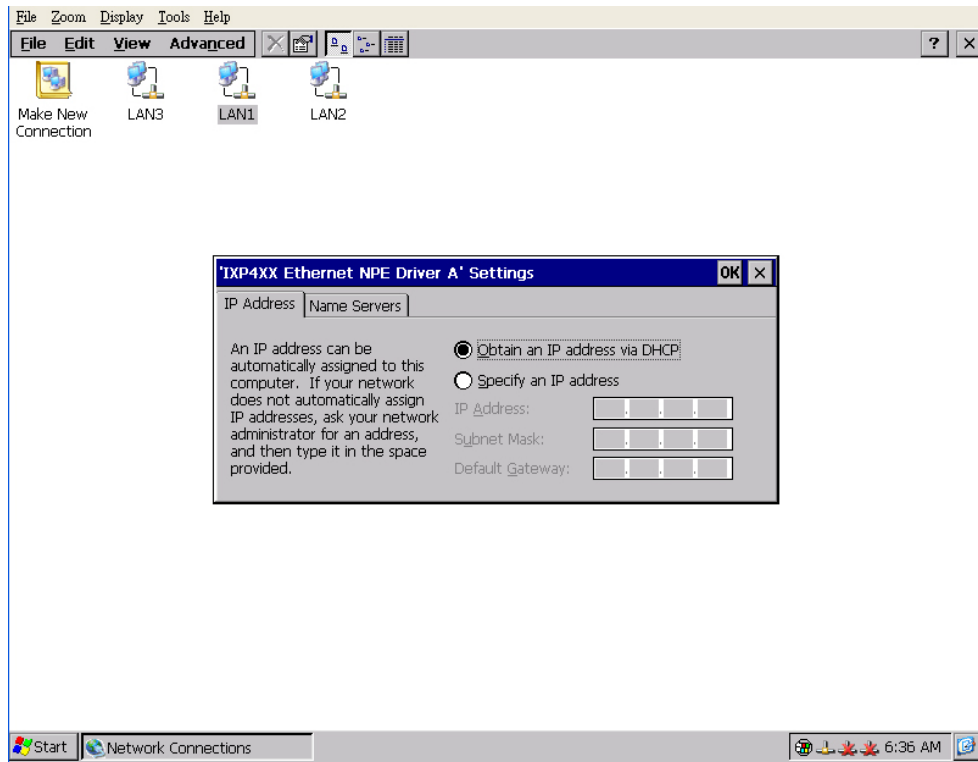 File Zoom Display Tools Help
File Edit View Advanced ? ×
Make New
Connection
LAN3
LAN1
LAN2
'IXP4XX Ethernet NPE Driver A' Settings OK ×
IP Address Name Servers
An IP address can be
automatically assigned to this
computer. If your network
does not automatically assign
IP addresses, ask your network
administrator for an address,
and then type it in the space
provided.
Obtain an IP address via DHCP
Specify an IP address
IP Address: . . .
Subnet Mask: . . .
Default Gateway: . . .
Start Network Connections 6:36 AM